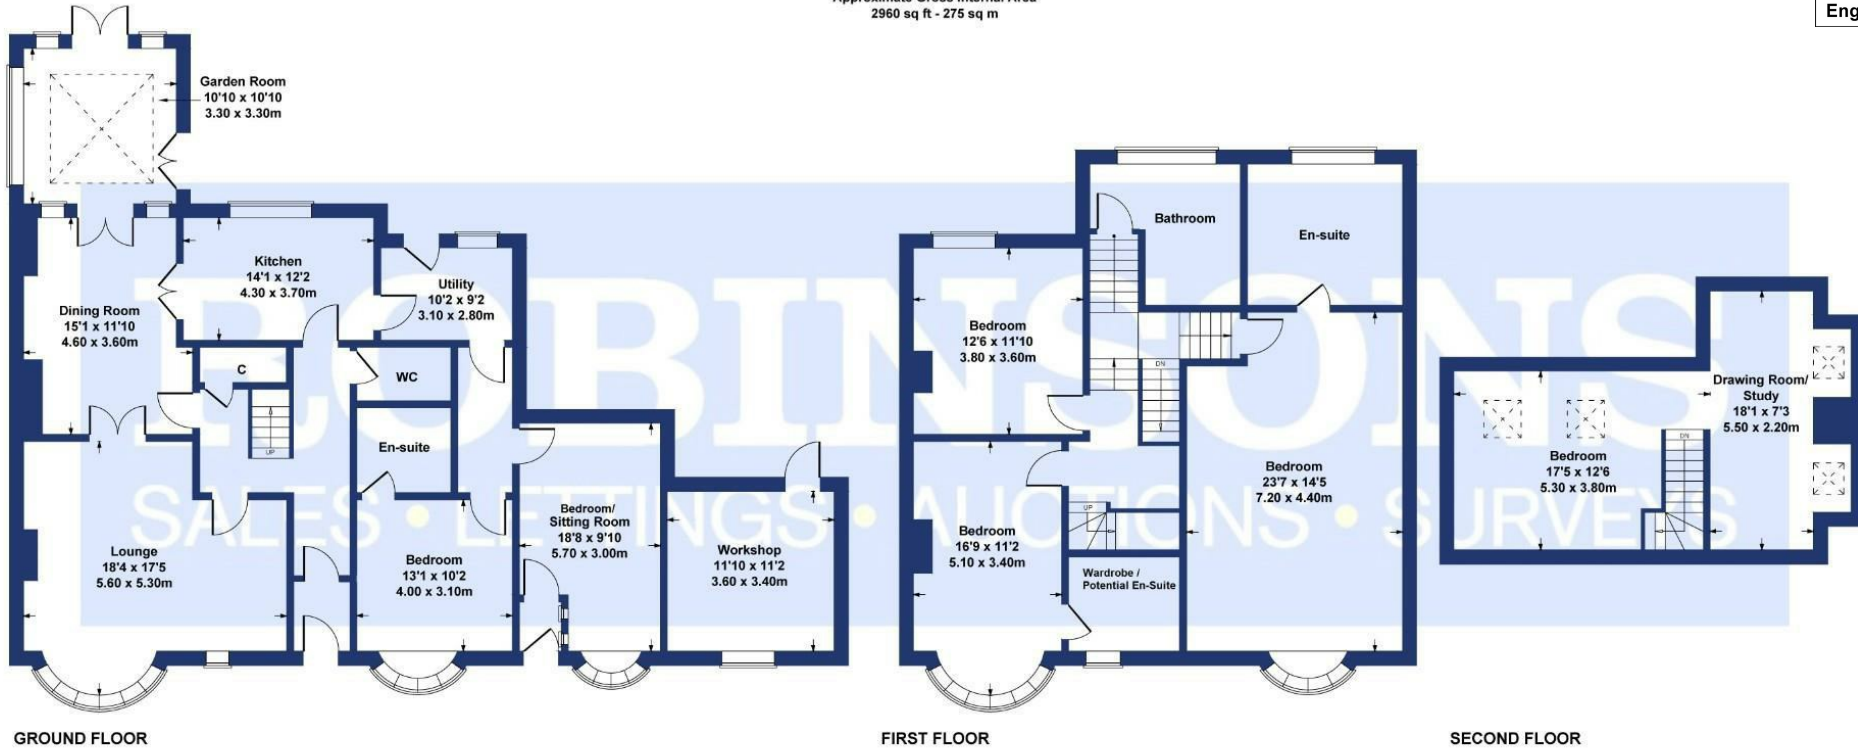 Approximate Gross Internal Area
2960 sq ft - 275 sq m
Eng
Garden Room
10'10 x 10'10
3.30 x 3.30m
Kitchen
14'1 x 12'2
4.30 x 3.70m
Utility
10'2 x 9'2
3.10 x 2.80m
Dining Room
15'1 x 11'10
4.60 x 3.60m
C
WC
UP
En-suite
Lounge
18'4 x 17'5
5.60 x 5.30m
Bedroom
13'1 x 10'2
4.00 x 3.10m
Bedroom/
Sitting Room
18'8 x 9'10
5.70 x 3.00m
Workshop
11'10 x 11'2
3.60 x 3.40m
GROUND FLOOR
Bathroom
En-suite
Bedroom
12'6 x 11'10
3.80 x 3.60m
DN
Bedroom
23'7 x 14'5
7.20 x 4.40m
UP
Bedroom
16'9 x 11'2
5.10 x 3.40m
Wardrobe /
Potential En-Suite
FIRST FLOOR
Drawing Room/
Study
18'1 x 7'3
5.50 x 2.20m
DN
Bedroom
17'5 x 12'6
5.30 x 3.80m
SECOND FLOOR
ROBINSONS
SALES • LETTINGS • AUCTIONS • SURVEYS